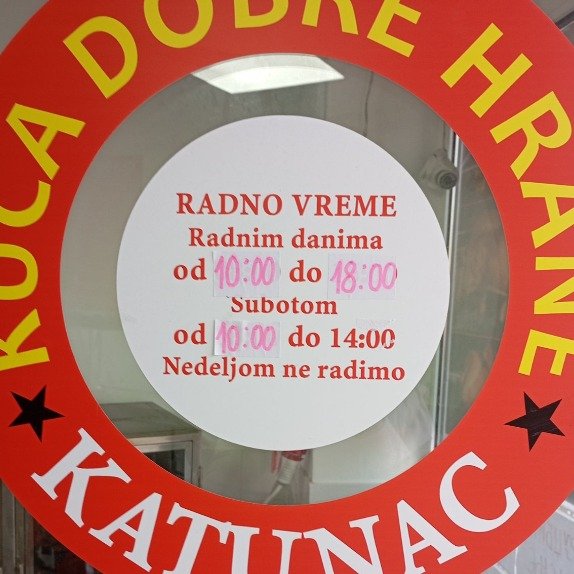 KUĆA DOBRE HRANE
RADNO VREME
Radnim danima
od 10:00 do 18:00
Subotom
od 10:00 do 14:00
Nedeljom ne radimo
KATUNAC